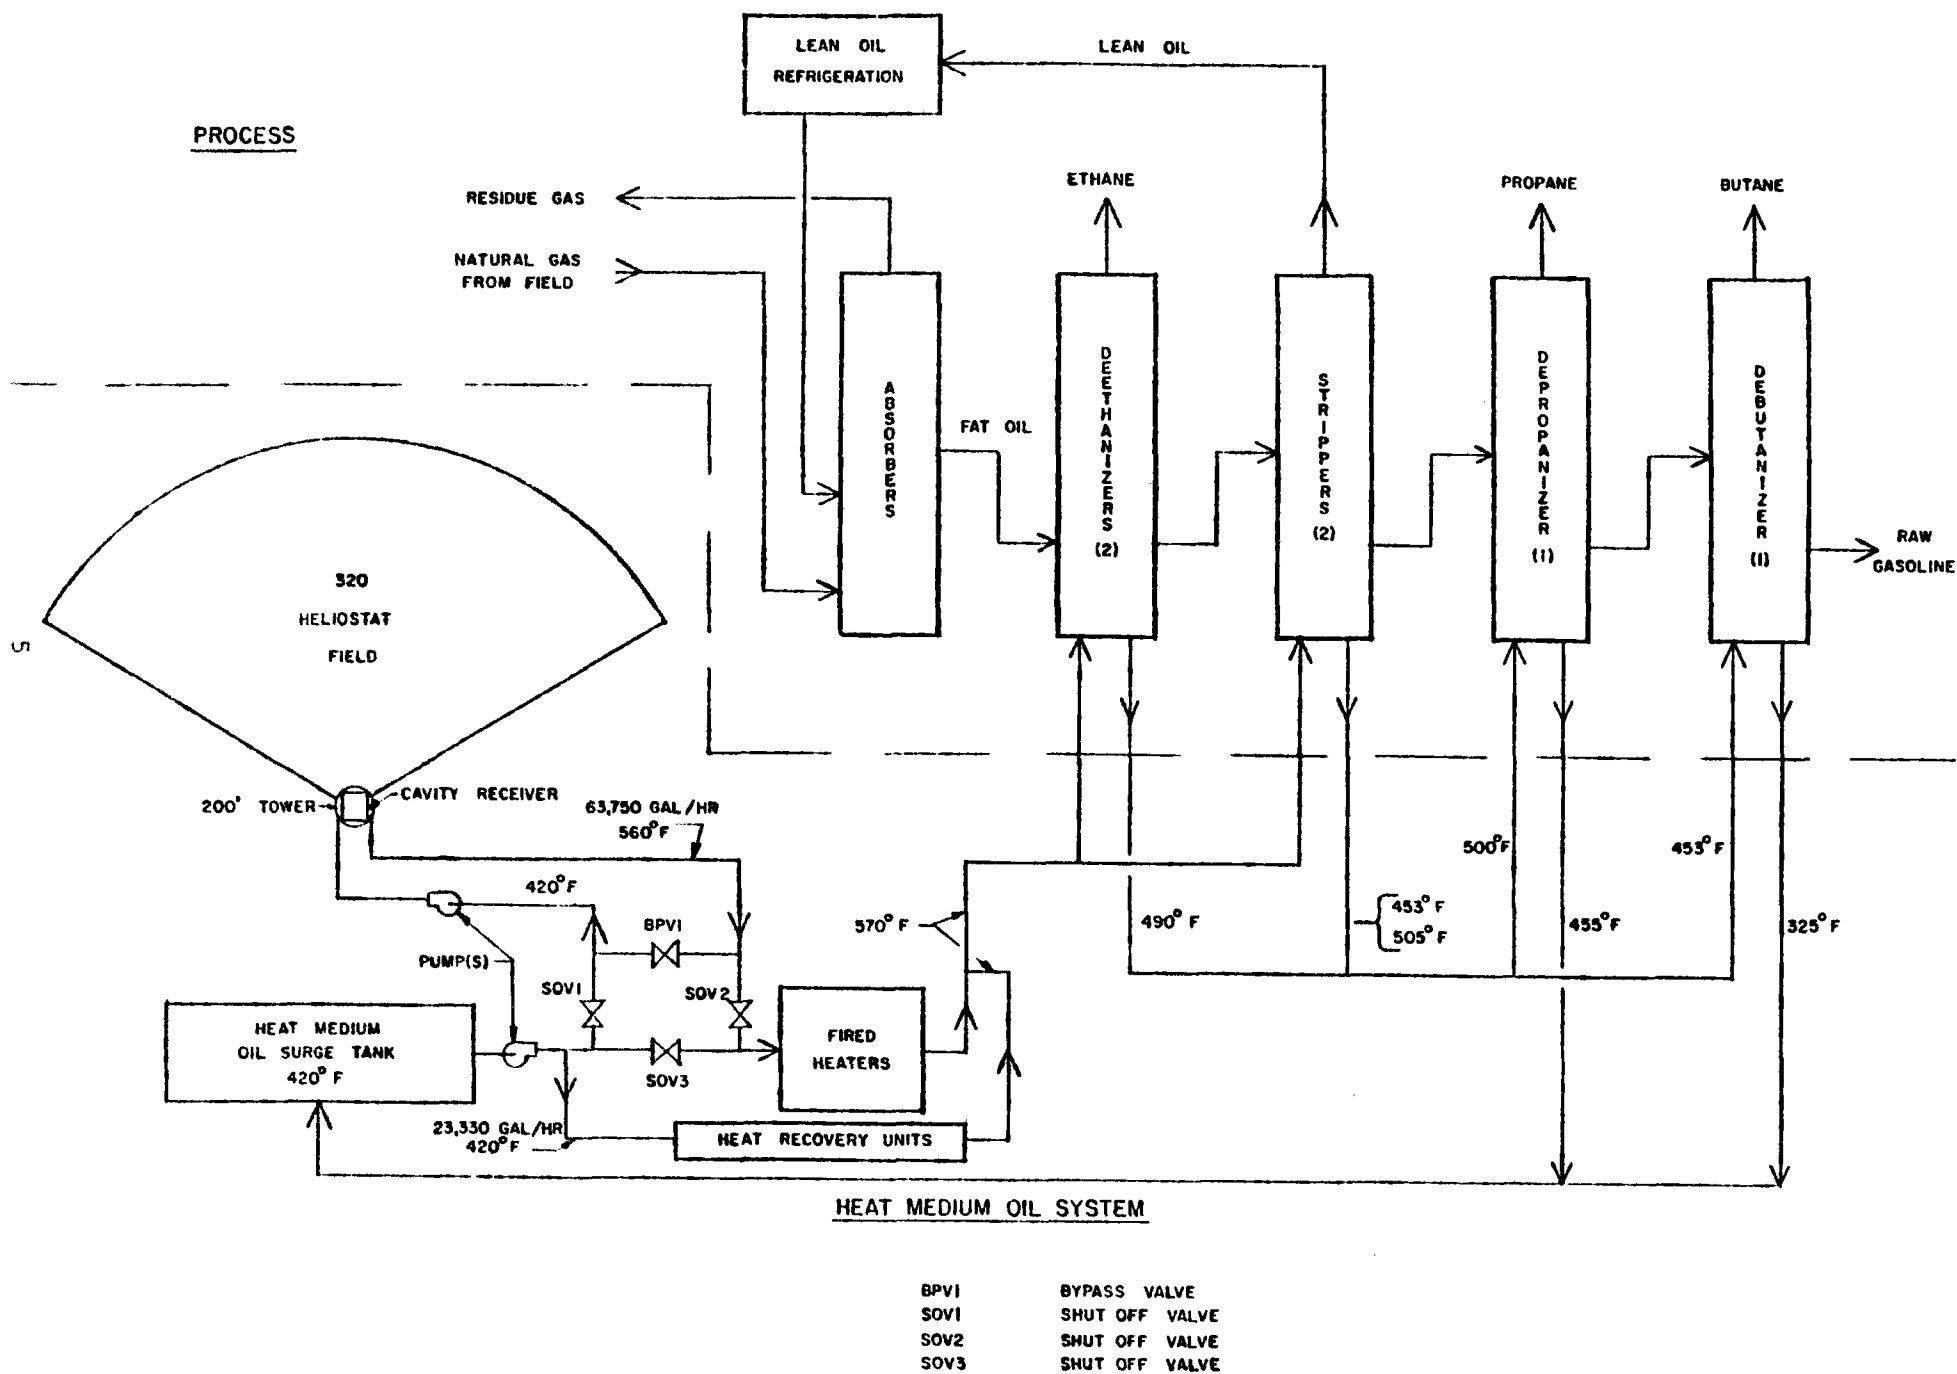 LEAN OIL
REFRIGERATION
LEAN OIL
PROCESS
RESIDUE GAS
NATURAL GAS
FROM FIELD
ETHANE
PROPANE
BUTANE
ABSORBERS
FAT OIL
DEETHANIZERS
(2)
STRIPPERS
(2)
DEPROPANIZER
(1)
DEBUTANIZER
(1)
RAW
GASOLINE
320
HELIOSTAT
FIELD
5
200' TOWER
CAVITY RECEIVER
63,750 GAL/HR
560°F
420°F
BPV1
PUMP(S)
SOV1
SOV2
SOV3
HEAT MEDIUM
OIL SURGE TANK
420°F
FIRED
HEATERS
570°F
490°F
453°F
505°F
500°F
455°F
453°F
325°F
23,330 GAL/HR
420°F
HEAT RECOVERY UNITS
HEAT MEDIUM OIL SYSTEM
BPV1 BYPASS VALVE
SOV1 SHUT OFF VALVE
SOV2 SHUT OFF VALVE
SOV3 SHUT OFF VALVE